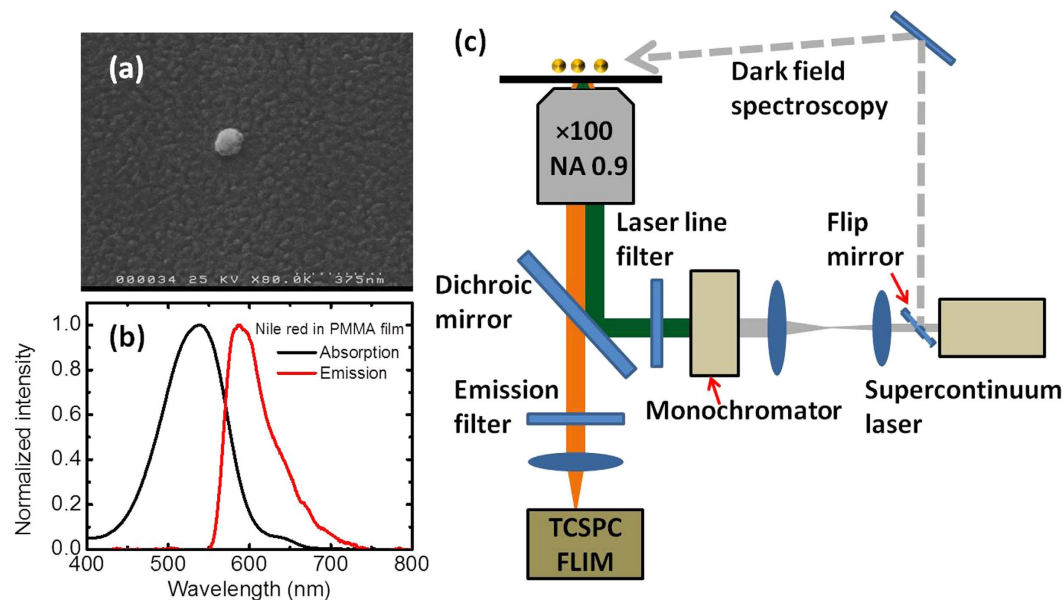 (a)
000034 25 KV X80.0K 375nm
(b)
Nile red in PMMA film
Absorption
Emission
1.0
0.8
0.6
0.4
0.2
0.0
Normalized intensity
400 500 600 700 800
Wavelength (nm)
(c)
Dark field
spectroscopy
×100
NA 0.9
Laser line
filter
Flip
mirror
Dichroic
mirror
Monochromator
Supercontinuum
laser
Emission
filter
TCSPC
FLIM